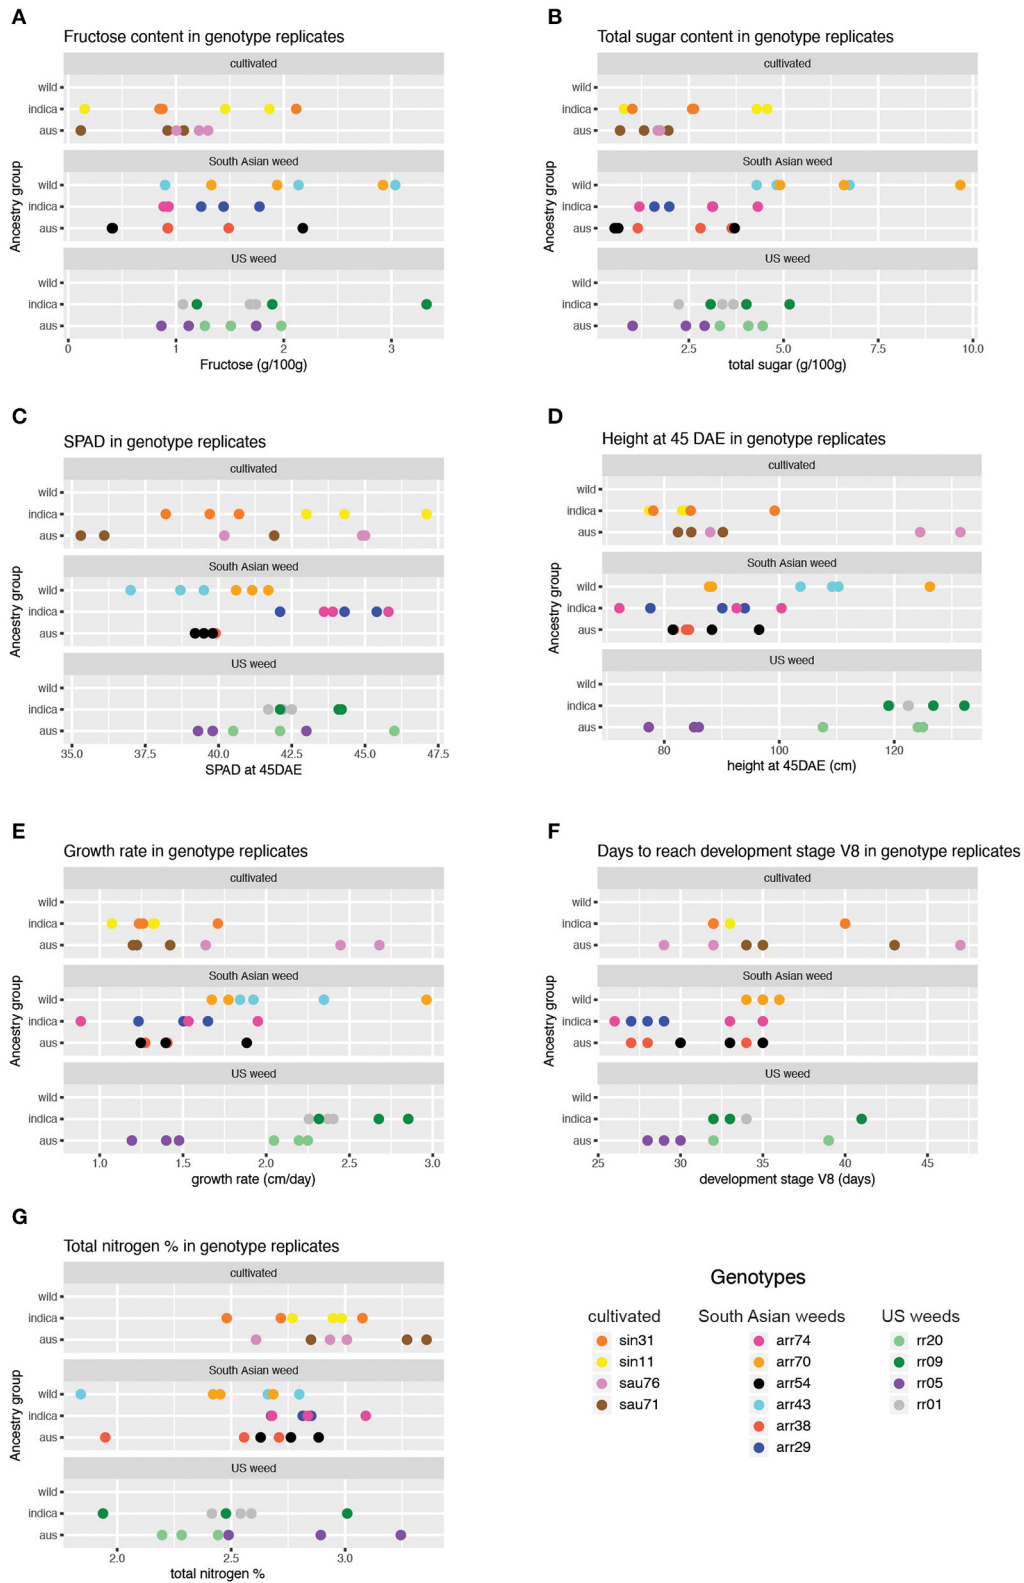 A
Fructose content in genotype replicates
cultivated
wild
indica
aus
South Asian weed
wild
indica
aus
US weed
wild
indica
aus
0 1 2 3
Fructose (g/100g)
Ancestry group
B
Total sugar content in genotype replicates
cultivated
wild
indica
aus
South Asian weed
wild
indica
aus
US weed
wild
indica
aus
2.5 5.0 7.5 10.0
total sugar (g/100g)
Ancestry group
C
SPAD in genotype replicates
cultivated
wild
indica
aus
South Asian weed
wild
indica
aus
US weed
wild
indica
aus
35.0 37.5 40.0 42.5 45.0 47.5
SPAD at 45DAE
Ancestry group
D
Height at 45 DAE in genotype replicates
cultivated
wild
indica
aus
South Asian weed
wild
indica
aus
US weed
wild
indica
aus
80 100 120
height at 45DAE (cm)
Ancestry group
E
Growth rate in genotype replicates
cultivated
wild
indica
aus
South Asian weed
wild
indica
aus
US weed
wild
indica
aus
1.0 1.5 2.0 2.5 3.0
growth rate (cm/day)
Ancestry group
F
Days to reach development stage V8 in genotype replicates
cultivated
wild
indica
aus
South Asian weed
wild
indica
aus
US weed
wild
indica
aus
25 30 35 40 45
development stage V8 (days)
Ancestry group
G
Total nitrogen % in genotype replicates
cultivated
wild
indica
aus
South Asian weed
wild
indica
aus
US weed
wild
indica
aus
2.0 2.5 3.0
total nitrogen %
Ancestry group
Genotypes
cultivated
sin31
sin11
sau76
sau71
South Asian weeds
arr74
arr70
arr54
arr43
arr38
arr29
US weeds
rr20
rr09
rr05
rr01